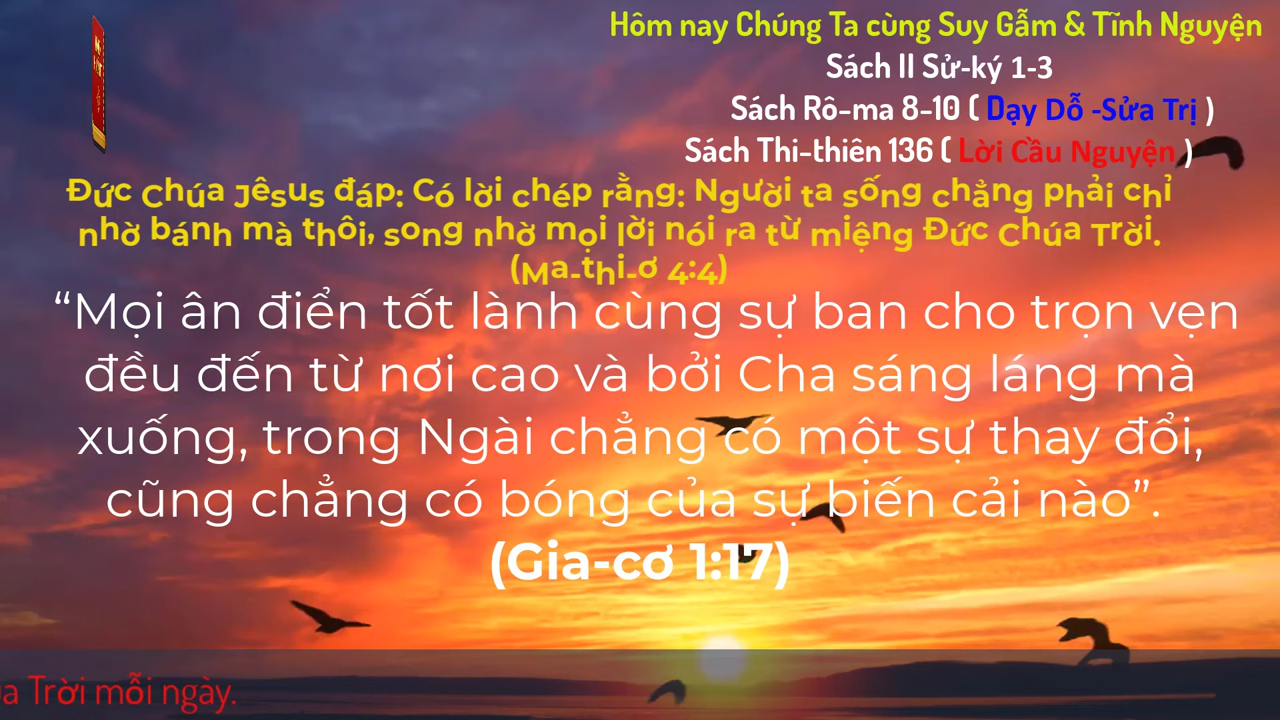 Hôm nay Chúng Ta cùng Suy Gẫm & Tĩnh Nguyện
Sách II Sử-ký 1-3
Sách Rô-ma 8-10 ( Dạy Dỗ -Sửa Trị )
Sách Thi-thiên 136 ( Lời Cầu Nguyện )
Đức Chúa Jêsus đáp: Có lời chép rằng: Người ta sống chẳng phải chỉ
nhờ bánh mà thôi, song nhờ mọi lời nói ra từ miệng Đức Chúa Trời.
(Ma-thi-ơ 4:4)
“Mọi ân điển tốt lành cùng sự ban cho trọn vẹn
đều đến từ nơi cao và bởi Cha sáng láng mà
xuống, trong Ngài chẳng có một sự thay đổi,
cũng chẳng có bóng của sự biến cải nào”.
(Gia-cơ 1:17)
Trời mỗi ngày.